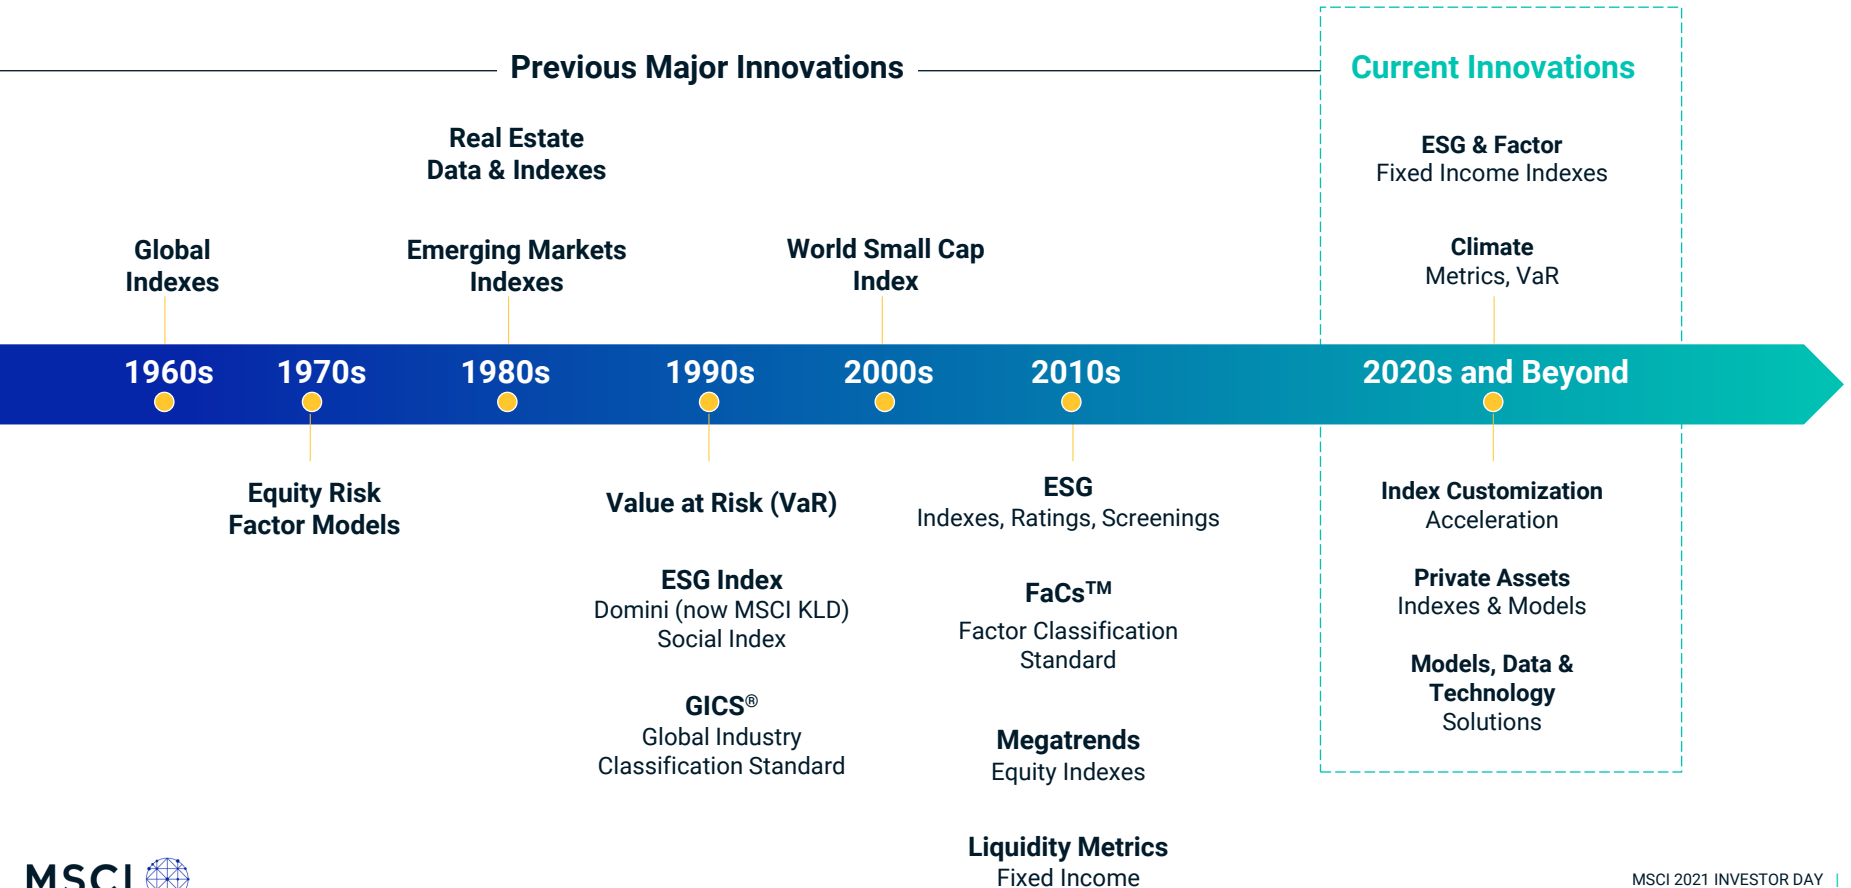 Previous Major Innovations
Current Innovations
Real Estate
Data & Indexes
ESG & Factor
Fixed Income Indexes
Global
Indexes
Emerging Markets
Indexes
World Small Cap
Index
Climate
Metrics, VaR
1960s
1970s
1980s
1990s
2000s
2010s
2020s and Beyond
Equity Risk
Factor Models
Value at Risk (VaR)
ESG Index
Domini (now MSCI KLD)
Social Index
GICS®
Global Industry
Classification Standard
ESG
Indexes, Ratings, Screenings
FaCs™
Factor Classification
Standard
Megatrends
Equity Indexes
Liquidity Metrics
Fixed Income
Index Customization
Acceleration
Private Assets
Indexes & Models
Models, Data &
Technology
Solutions
MSCI
MSCI 2021 INVESTOR DAY |